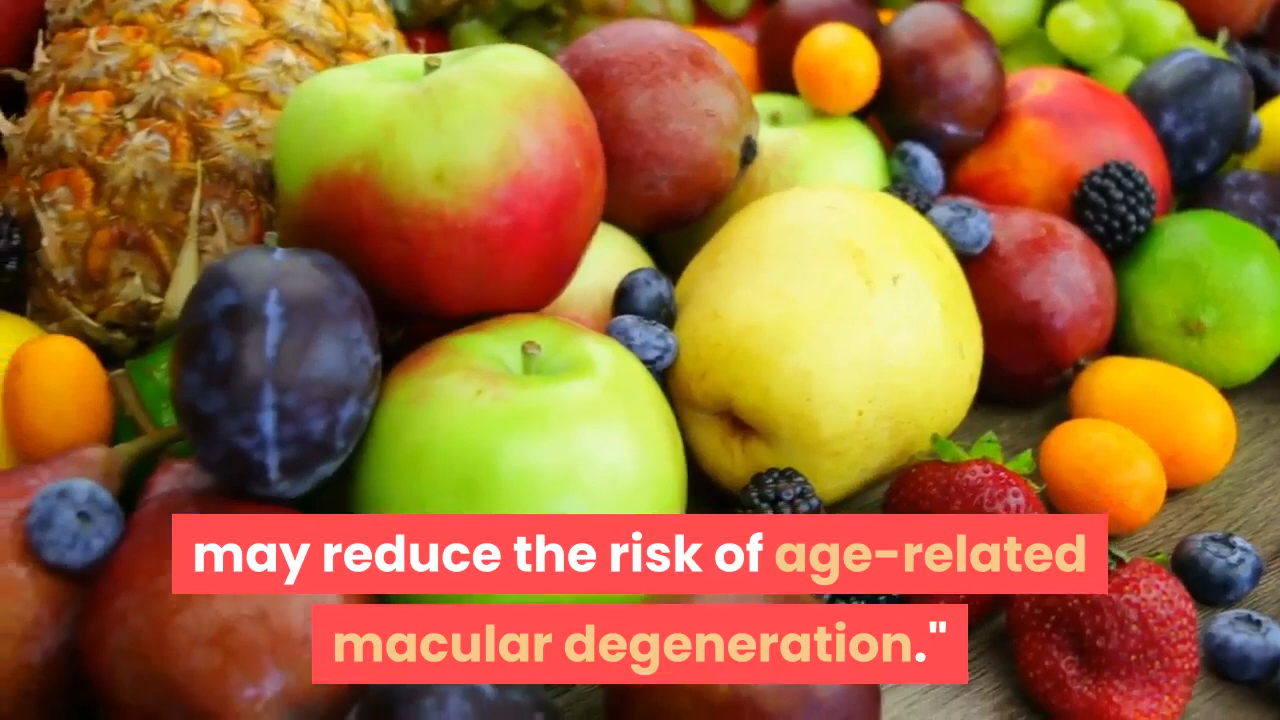 may reduce the risk of age-related
macular degeneration."